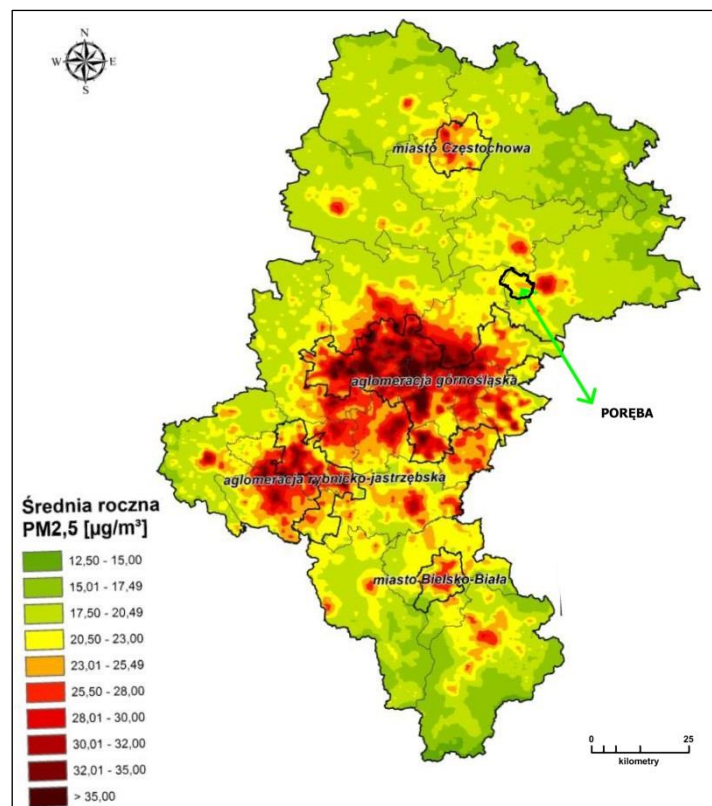 N
W E
S
miasto Częstochowa
aglomeracja górnośląska
PORĘBA
aglomeracja rybnicko-jastrzębska
miasto Bielsko-Biała
Średnia roczna
PM2,5 [µg/m³]
12,50 - 15,00
15,01 - 17,49
17,50 - 20,49
20,50 - 23,00
23,01 - 25,49
25,50 - 28,00
28,01 - 30,00
30,01 - 32,00
32,01 - 35,00
> 35,00
0 25
kilometry